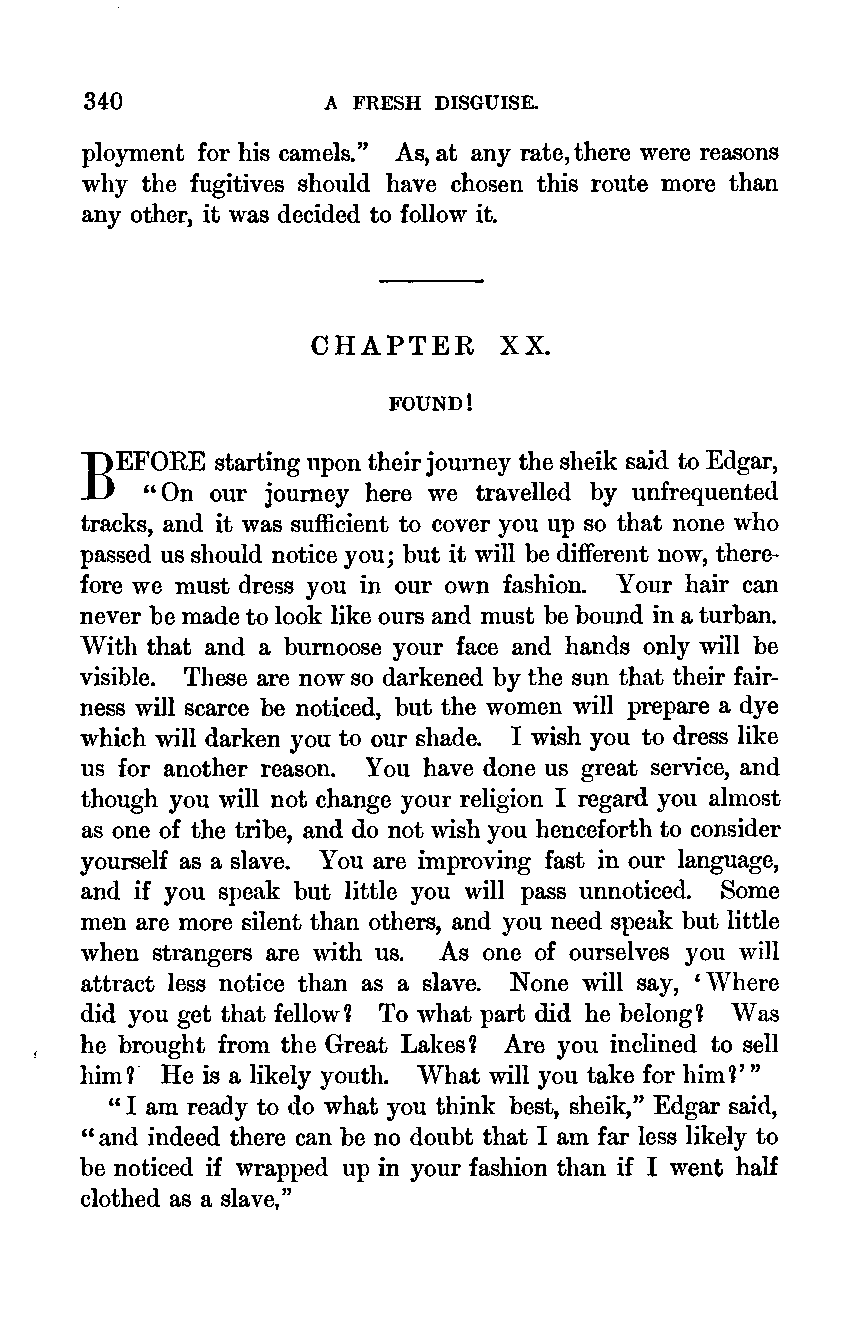 340 A FRESH DISGUISE.
ployment for his camels.” As, at any rate, there were reasons
why the fugitives should have chosen this route more than
any other, it was decided to follow it.
CHAPTER XX.
FOUND!
BEFORE starting upon their journey the sheik said to Edgar,
“On our journey here we travelled by unfrequented
tracks, and it was sufficient to cover you up so that none who
passed us should notice you; but it will be different now, there-
fore we must dress you in our own fashion. Your hair can
never be made to look like ours and must be bound in a turban.
With that and a burnoose your face and hands only will be
visible. These are now so darkened by the sun that their fair-
ness will scarce be noticed, but the women will prepare a dye
which will darken you to our shade. I wish you to dress like
us for another reason. You have done us great service, and
though you will not change your religion I regard you almost
as one of the tribe, and do not wish you henceforth to consider
yourself as a slave. You are improving fast in our language,
and if you speak but little you will pass unnoticed. Some
men are more silent than others, and you need speak but little
when strangers are with us. As one of ourselves you will
attract less notice than as a slave. None will say, ‘Where
did you get that fellow? To what part did he belong? Was
he brought from the Great Lakes? Are you inclined to sell
him? He is a likely youth. What will you take for him?’”
“I am ready to do what you think best, sheik,” Edgar said,
“and indeed there can be no doubt that I am far less likely to
be noticed if wrapped up in your fashion than if I went half
clothed as a slave,”